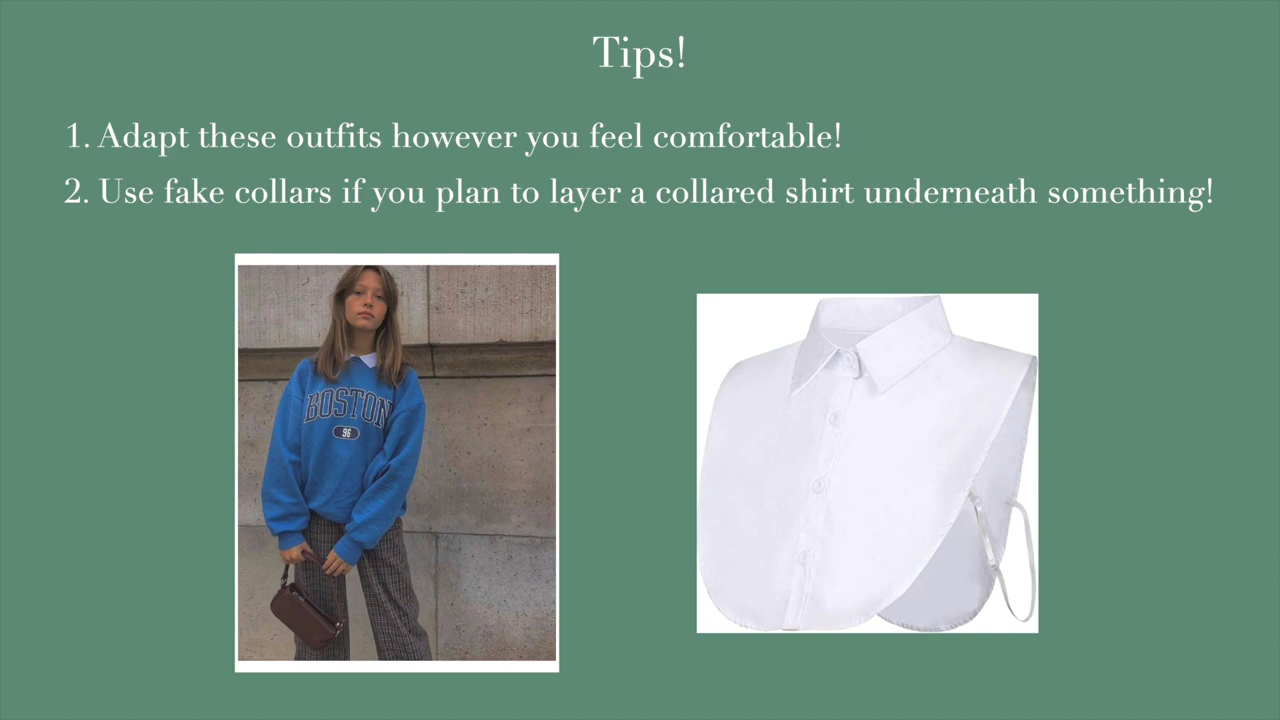 Tips!
1. Adapt these outfits however you feel comfortable!
2. Use fake collars if you plan to layer a collared shirt underneath something!
BOSTON
96